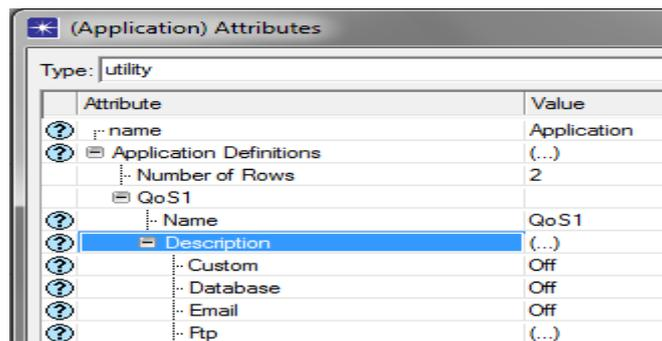 (Application) Attributes
Type: utility
Attribute Value
name Application
Application Definitions (...)
Number of Rows 2
QoS1
Name QoS1
Description (...)
Custom Off
Database Off
Email Off
Ftp (...)